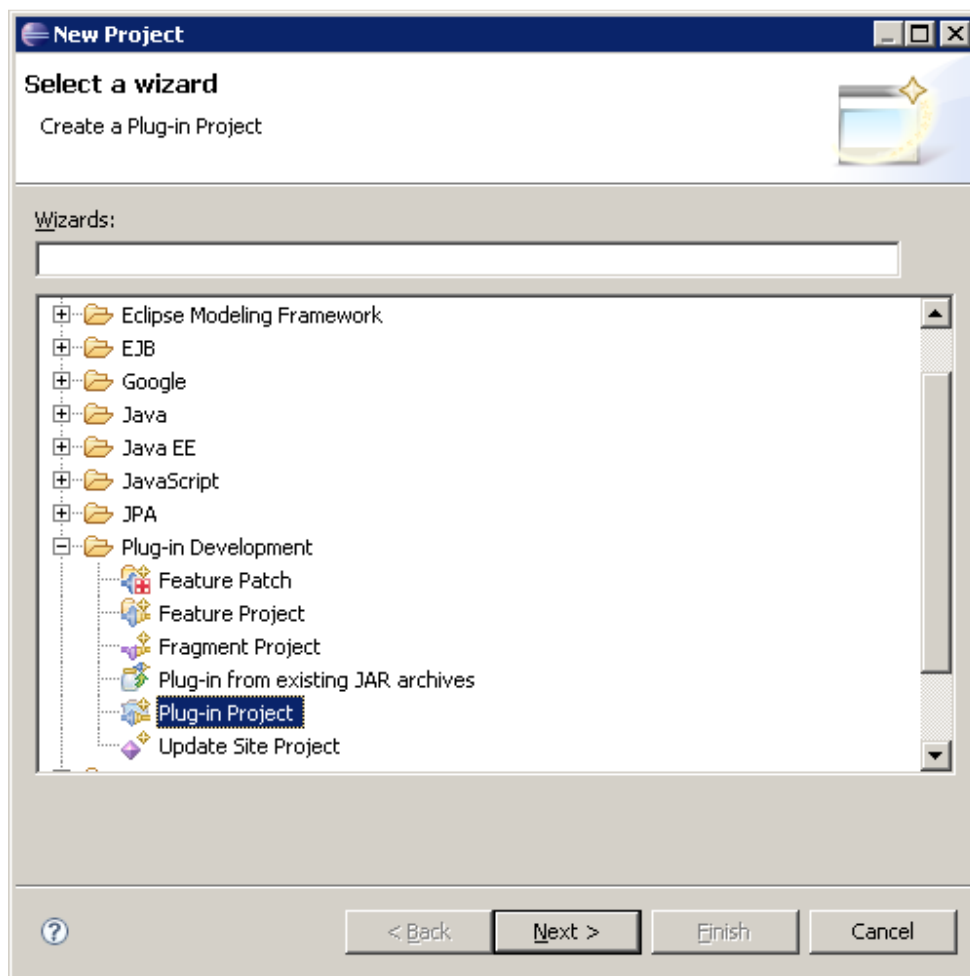 New Project
Select a wizard
Create a Plug-in Project
Wizards:
Eclipse Modeling Framework
EJB
Google
Java
Java EE
JavaScript
JPA
Plug-in Development
Feature Patch
Feature Project
Fragment Project
Plug-in from existing JAR archives
Plug-in Project
Update Site Project
? < Back Next > Finish Cancel